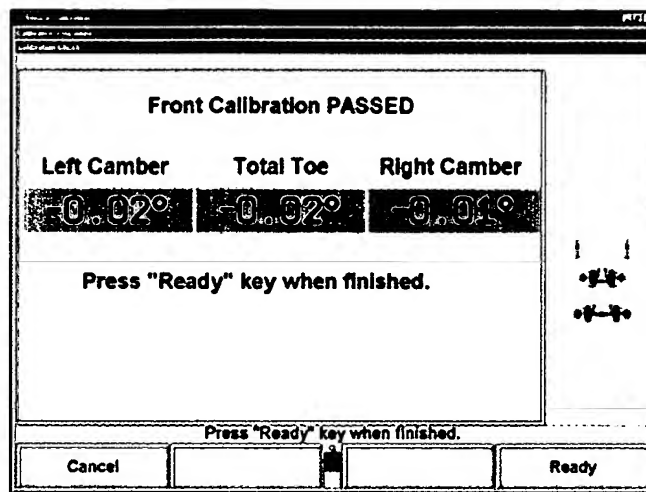 Front Calibration PASSED
Left Camber Total Toe Right Camber
-0.02° -0.02° -0.01°
Press "Ready" key when finished.
Press "Ready" key when finished.
Cancel Ready